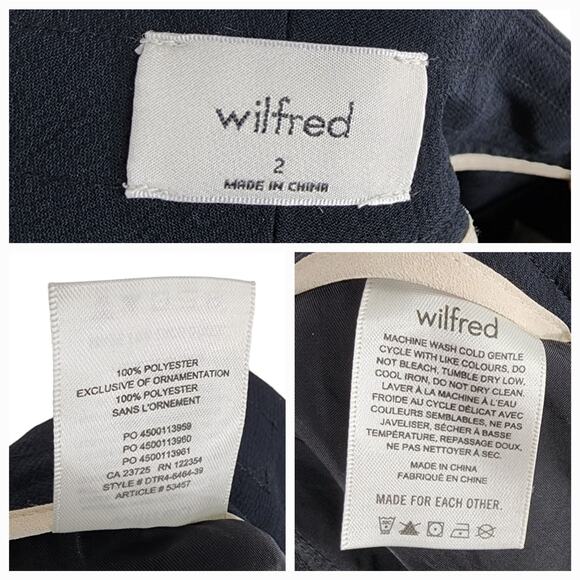 wilfred
2
MADE IN CHINA
100% POLYESTER
EXCLUSIVE OF ORNAMENTATION
100% POLYESTER
SANS L'ORNEMENT
PO 4500113959
PO 4500113960
PO 4500113961
CA 23725 RN 122354
STYLE # DTR4-6464-39
ARTICLE # 53457
wilfred
MACHINE WASH COLD GENTLE
CYCLE WITH LIKE COLOURS, DO
NOT BLEACH, TUMBLE DRY LOW,
COOL IRON, DO NOT DRY CLEAN.
LAVER À LA MACHINE À L'EAU
FROIDE AU CYCLE DÉLICAT AVEC
COULEURS SEMBLABLES, NE PAS
JAVELISER, SÉCHER À BASSE
TEMPÉRATURE, REPASSAGE DOUX,
NE PAS NETTOYER À SEC.
MADE IN CHINA
FABRIQUÉ EN CHINE
MADE FOR EACH OTHER.